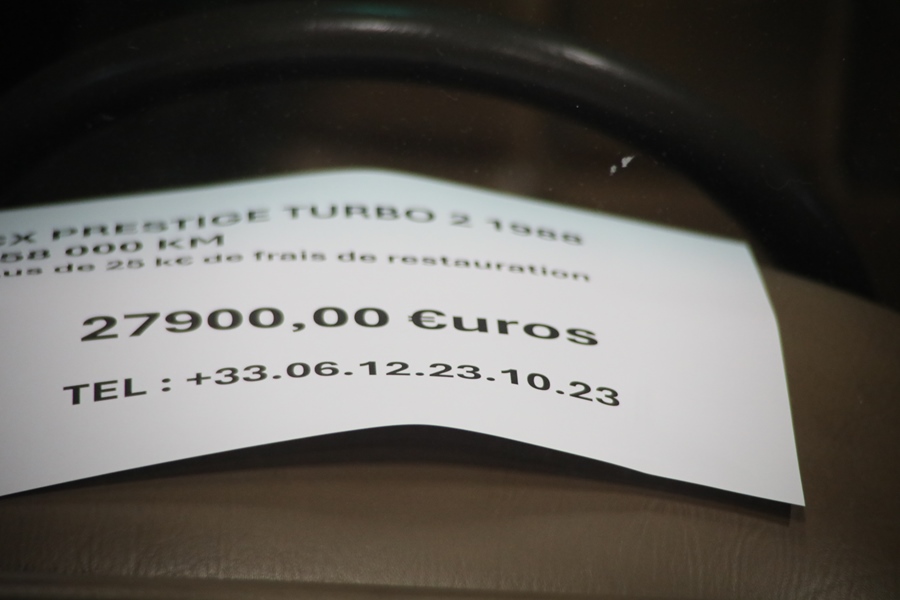 CX PRESTIGE TURBO 2 1988
58 000 KM
us de 25 k€ de frais de restauration
27900,00 €uros
TEL : +33.06.12.23.10.23